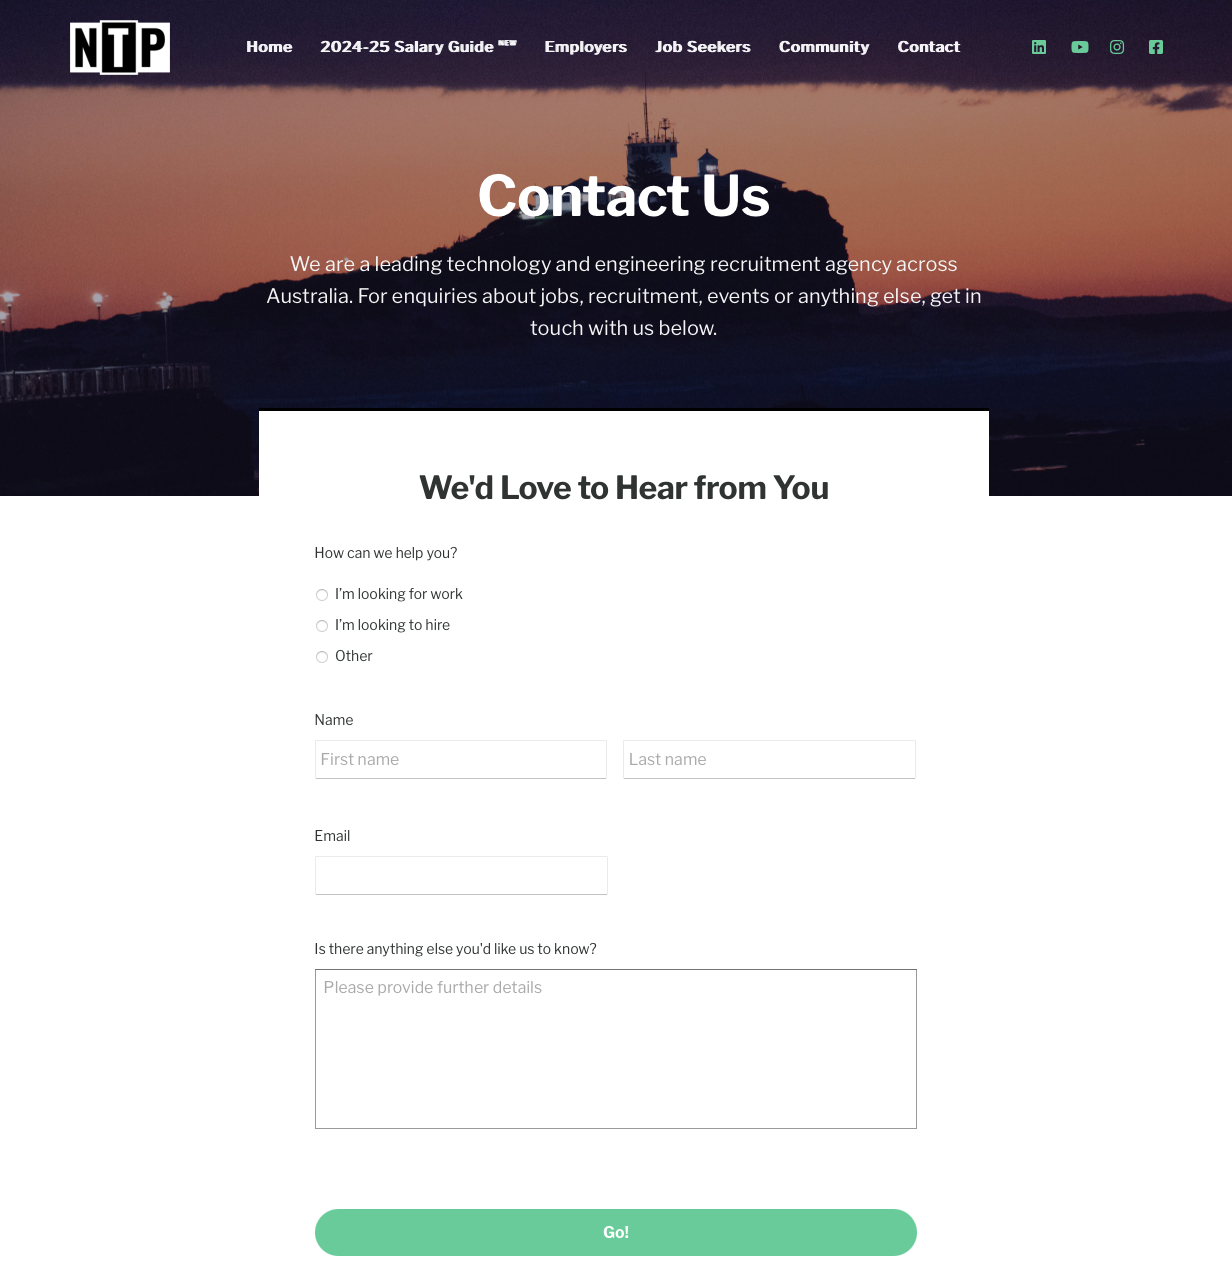 NTP
Home
2024-25 Salary Guide NEW
Employers
Job Seekers
Community
Contact
Contact Us
We are a leading technology and engineering recruitment agency across
Australia. For enquiries about jobs, recruitment, events or anything else, get in
touch with us below.
We'd Love to Hear from You
How can we help you?
I'm looking for work
I'm looking to hire
Other
Name
First name
Last name
Email
Is there anything else you'd like us to know?
Please provide further details
Go!